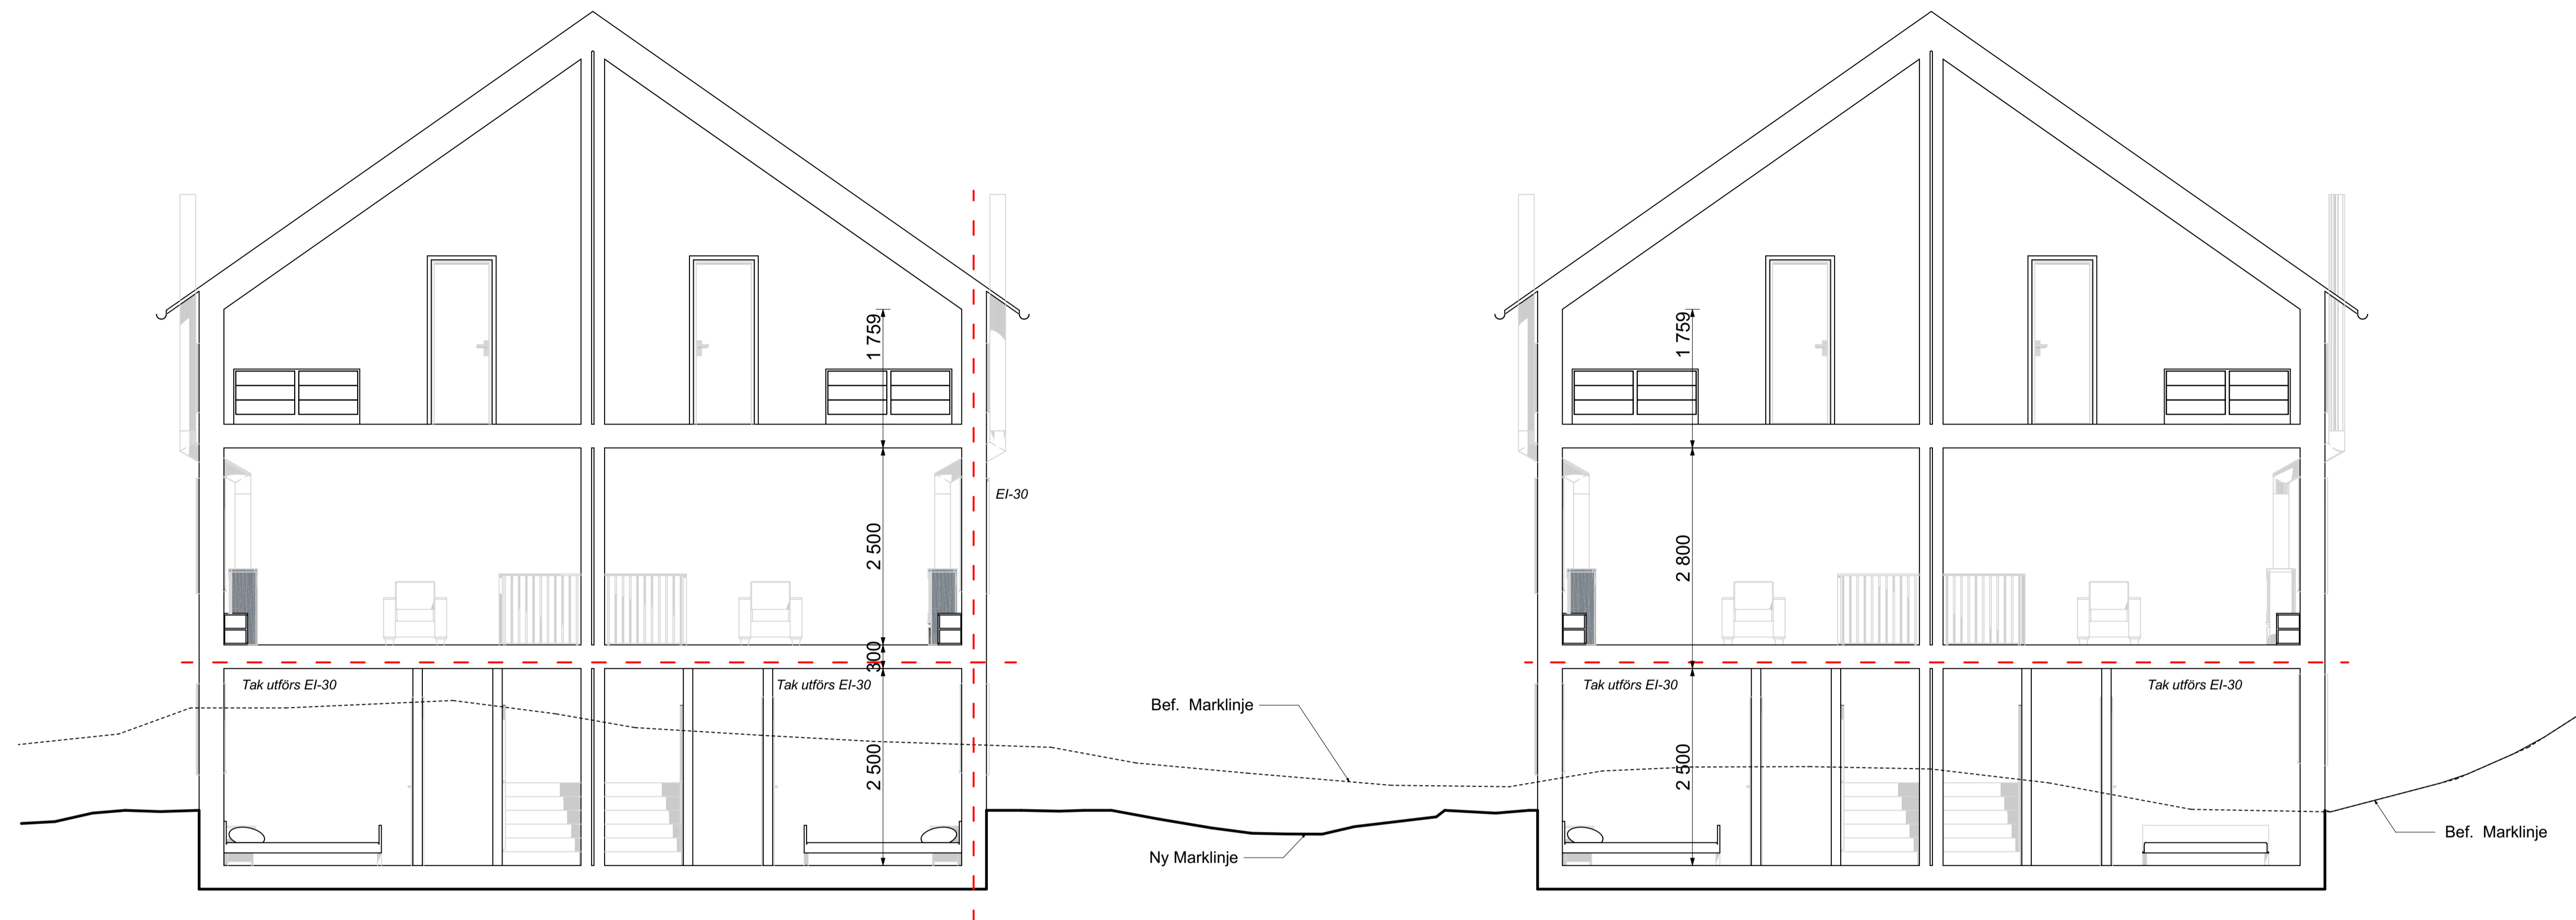 1 759
1 759
EI-30
2 500
2 800
300
Tak utförs EI-30
Tak utförs EI-30
Tak utförs EI-30
Tak utförs EI-30
Bef. Marklinje
2 500
2 500
Bef. Marklinje
Ny Marklinje